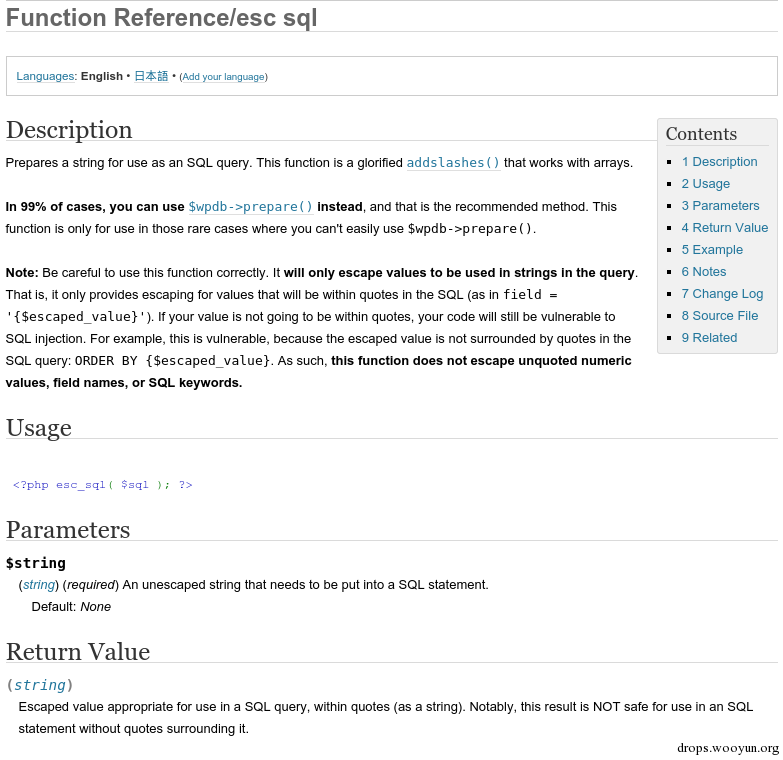 Function Reference/esc sql
Languages: English • 日本語 • (Add your language)
Description
Prepares a string for use as an SQL query. This function is a glorified addslashes() that works with arrays.
In 99% of cases, you can use $wpdb->prepare() instead, and that is the recommended method. This
function is only for use in those rare cases where you can't easily use $wpdb->prepare().
Note: Be careful to use this function correctly. It will only escape values to be used in strings in the query.
That is, it only provides escaping for values that will be within quotes in the SQL (as in field =
'{$escaped_value}'). If your value is not going to be within quotes, your code will still be vulnerable to
SQL injection. For example, this is vulnerable, because the escaped value is not surrounded by quotes in the
SQL query: ORDER BY {$escaped_value}. As such, this function does not escape unquoted numeric
values, field names, or SQL keywords.
Contents
1 Description
2 Usage
3 Parameters
4 Return Value
5 Example
6 Notes
7 Change Log
8 Source File
9 Related
Usage
<?php esc_sql( $sql ); ?>
Parameters
$string
(string) (required) An unescaped string that needs to be put into a SQL statement.
Default: None
Return Value
(string)
Escaped value appropriate for use in a SQL query, within quotes (as a string). Notably, this result is NOT safe for use in an SQL
statement without quotes surrounding it.
drops.wooyun.org